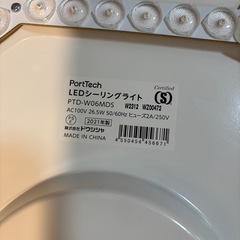 PortTech
Certified
LEDシーリングライト
PTD-W06MDS W2312 WZ00473
AC100V 26.5W 50/60Hz ヒューズ2A/250V
2021年製
株式会社ドウシシャ
MADE IN CHINA
4 550454 456671